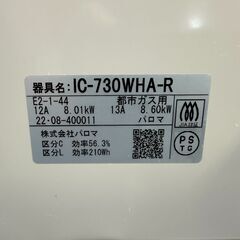 器具名: IC-730WHA-R
E2-1-44 都市ガス用
12A 8.01kW 13A 8.60kW
22・08-400011 パロマ
株式会社パロマ
区分C 効率56.3%
区分L 効率210Wh
PS
TG